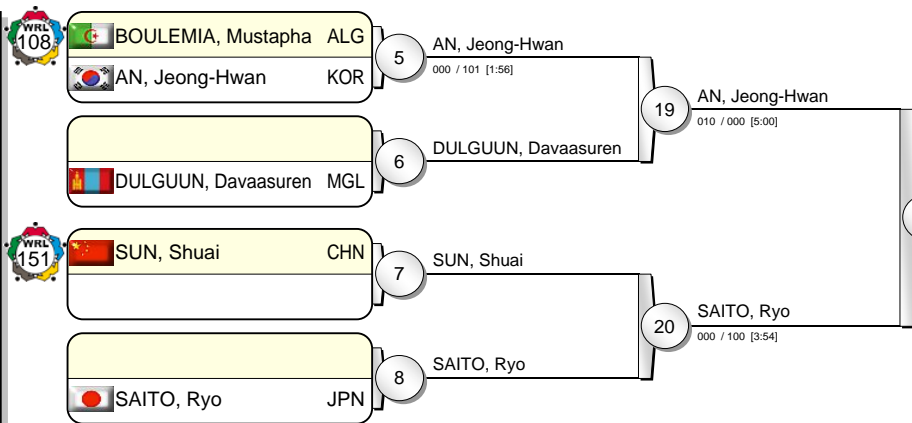 WRL
108
BOULEMIA, Mustapha ALG
AN, Jeong-Hwan KOR
5
AN, Jeong-Hwan
000 / 101 [1:56]
DULGUUN, Davaasuren MGL
6
DULGUUN, Davaasuren
19
AN, Jeong-Hwan
010 / 000 [5:00]
WRL
151
SUN, Shuai CHN
7
SUN, Shuai
SAITO, Ryo JPN
8
SAITO, Ryo
20
SAITO, Ryo
000 / 100 [3:54]